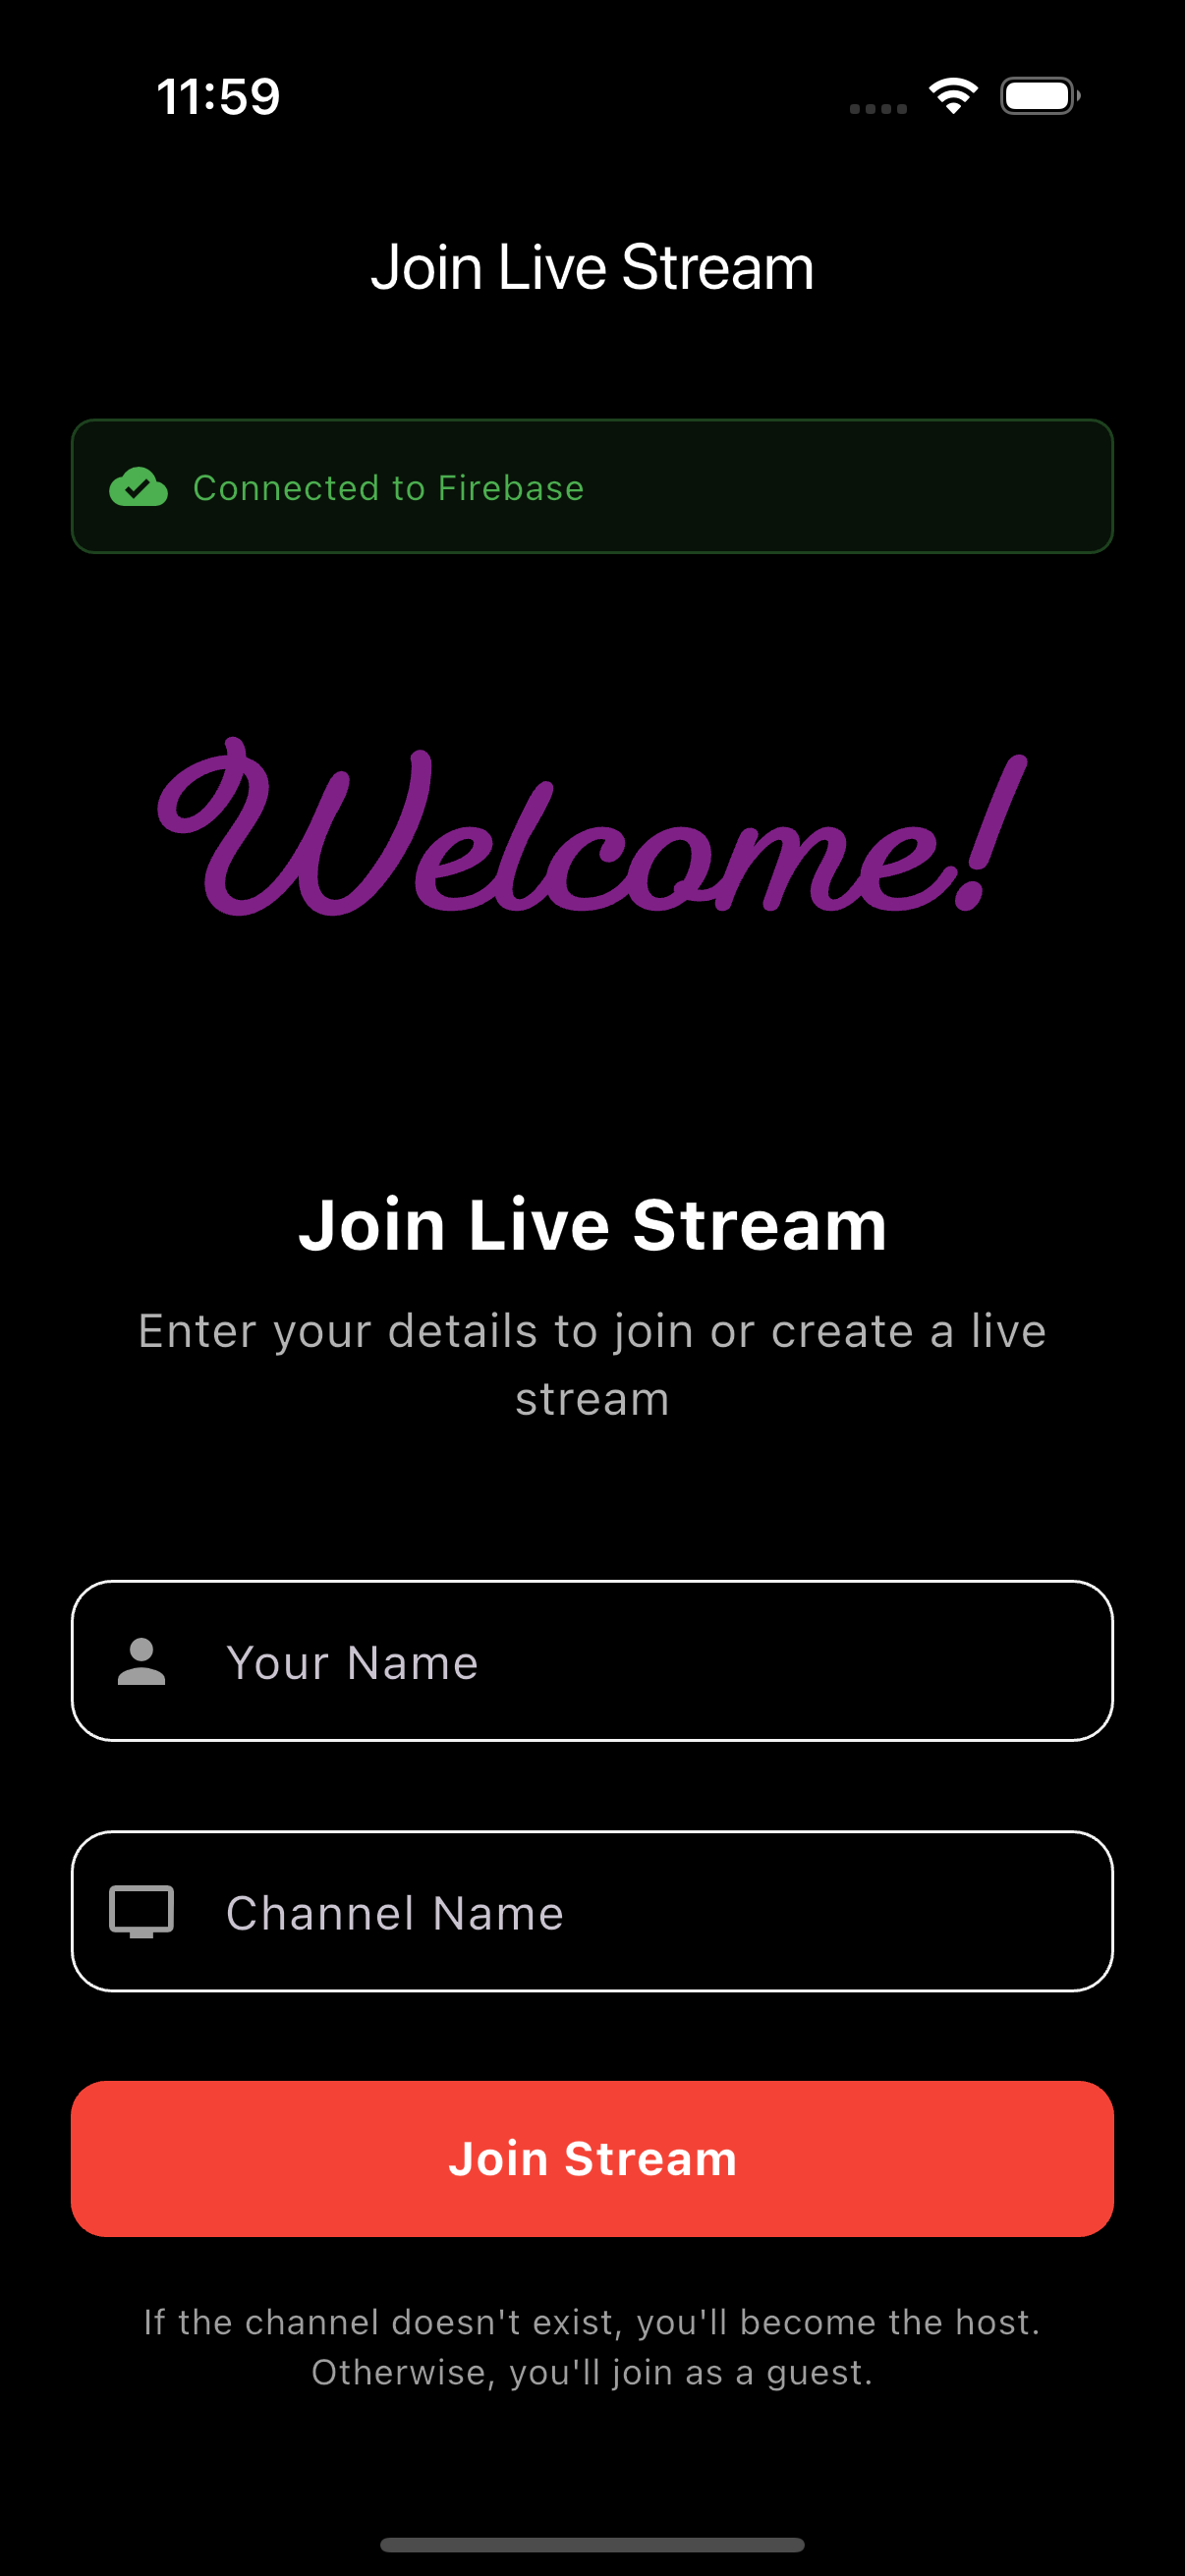 11:59
Join Live Stream
Connected to Firebase
Welcome!
Join Live Stream
Enter your details to join or create a live
stream
Your Name
Channel Name
Join Stream
If the channel doesn't exist, you'll become the host.
Otherwise, you'll join as a guest.